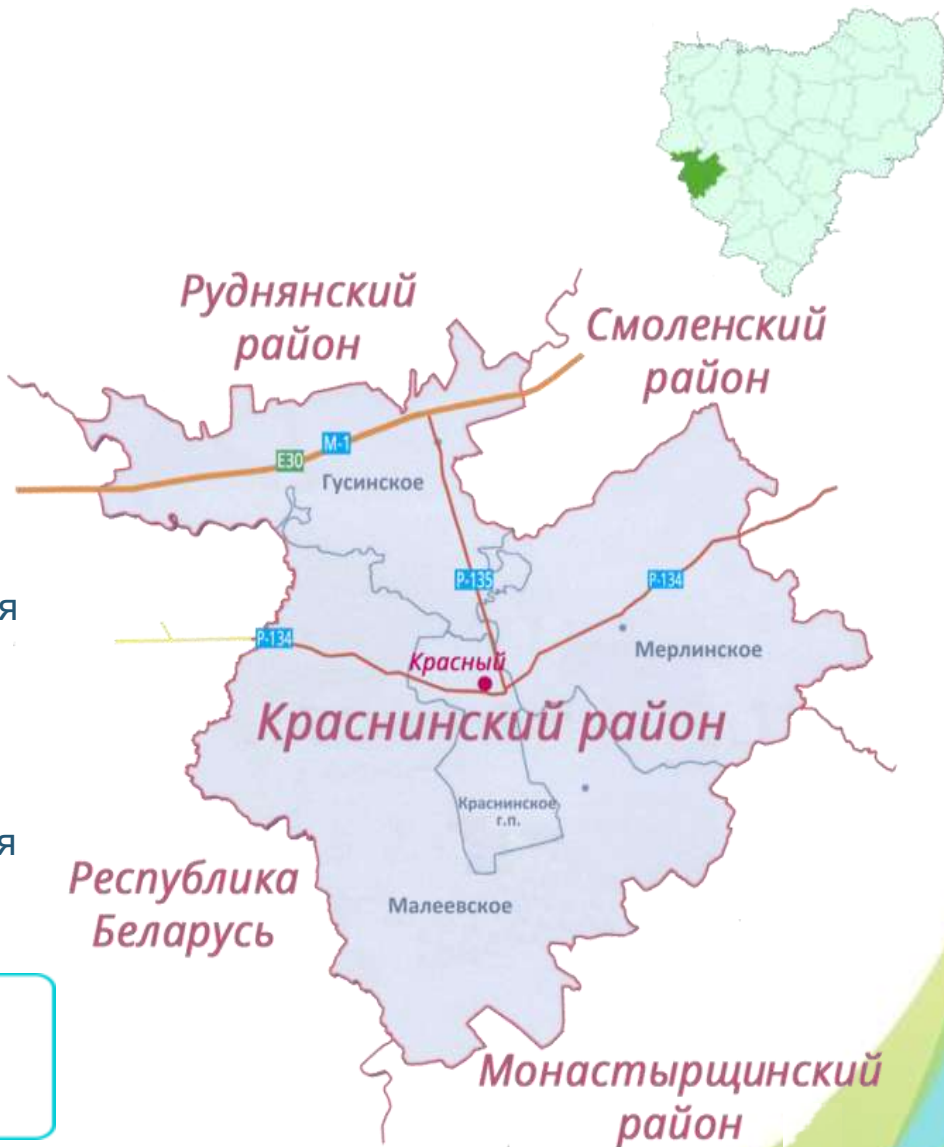 Руднянский
район
Смоленский
район
М-1
Е30
Гусинское
Р-135
Р-134
я
Р-134
Мерлинское
Красный
Краснинский район
Краснинское
г.п.
я
Республика
Беларусь
Малеевское
Монастырщинский
район